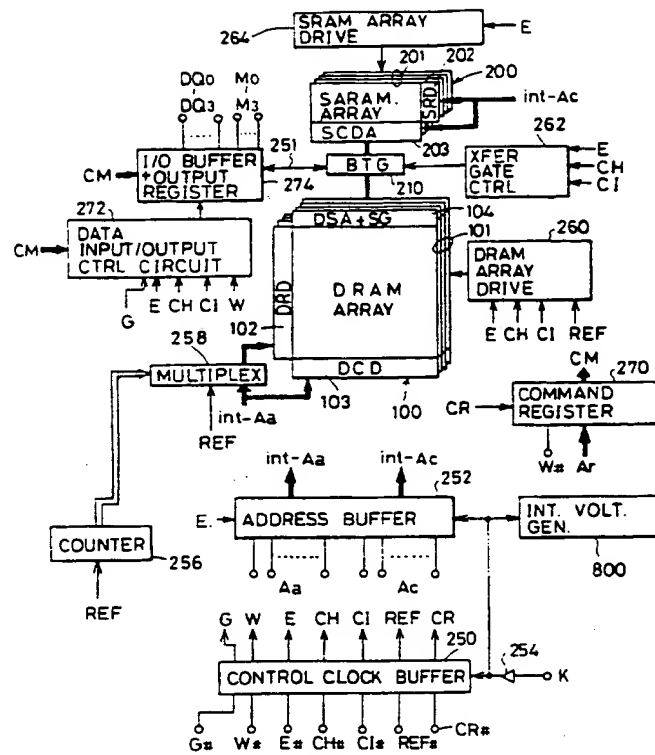 SRAM ARRAY
DRIVE
264
E
201
202
200
SARAM.
ARRAY
SRD
int-Ac
SCDA
203
DQ0
DQ3
M0
M3
251
I/O BUFFER
+OUTPUT
REGISTER
CM
274
BTG
210
262
XFER
GATE
CTRL
E
CH
CI
272
DATA
INPUT/OUTPUT
CTRL CIRCUIT
CM
G
E CH CI W
DSA+SG
104
101
DRD
102
DRAM
ARRAY
DCD
103
100
260
DRAM
ARRAY
DRIVE
E CH CI REF
258
MULTIPLEX
int-Aa
REF
CM
270
COMMAND
REGISTER
CR
W#
Ar
int-Aa
int-Ac
252
E.
ADDRESS BUFFER
Aa
Ac
INT. VOLT.
GEN.
800
COUNTER
256
REF
G W E CH CI REF CR
250
CONTROL CLOCK BUFFER
254
K
G# W# E# CH# CI# REF# CR#